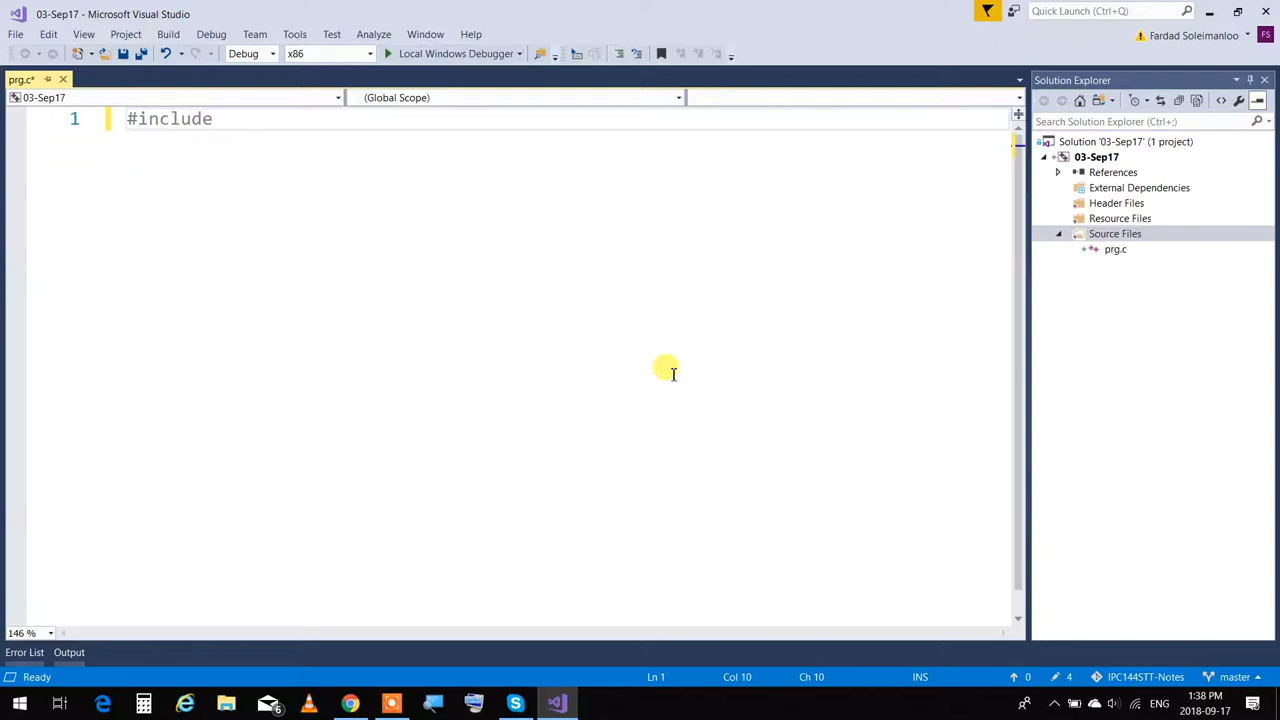 03-Sep17 - Microsoft Visual Studio
Quick Launch (Ctrl+Q)
File Edit View Project Build Debug Team Tools Test Analyze Window Help
Fardad Soleimanloo FS
Debug x86 Local Windows Debugger
prg.c*
03-Sep17 (Global Scope)
1 #include
Solution Explorer
Search Solution Explorer (Ctrl+;)
Solution '03-Sep17' (1 project)
03-Sep17
References
External Dependencies
Header Files
Resource Files
Source Files
prg.c
146 %
Error List Output
Ready Ln 1 Col 10 Ch 10 INS 0 4 IPC144STT-Notes master
6
ENG
1:38 PM
2018-09-17